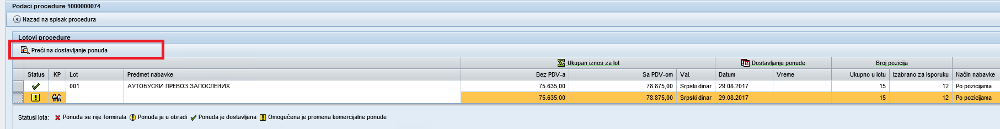 Podaci procedure 1000000074
Nazad na spisak procedura
Lotovi procedure
Preći na dostavljanje ponuda
Ukupan iznos za lot Dostavljanje ponude Broj pozicija
Status KP Lot Predmet nabavke Bez PDV-a Sa PDV-om Val. Datum Vreme Ukupno u lotu Izabrano za isporuku Način nabavke
001 АУТОБУСКИ ПРЕВОЗ ЗАПОСЛЕНИХ 75.635,00 78.875,00 Srpski dinar 29.08.2017 15 12 Po pozicijama
75.635,00 78.875,00 Srpski dinar 29.08.2017 15 12 Po pozicijama
Statusi lota: Ponuda se nije formirala Ponuda je u obradi Ponuda je dostavljena Omogućena je promena komercijalne ponude